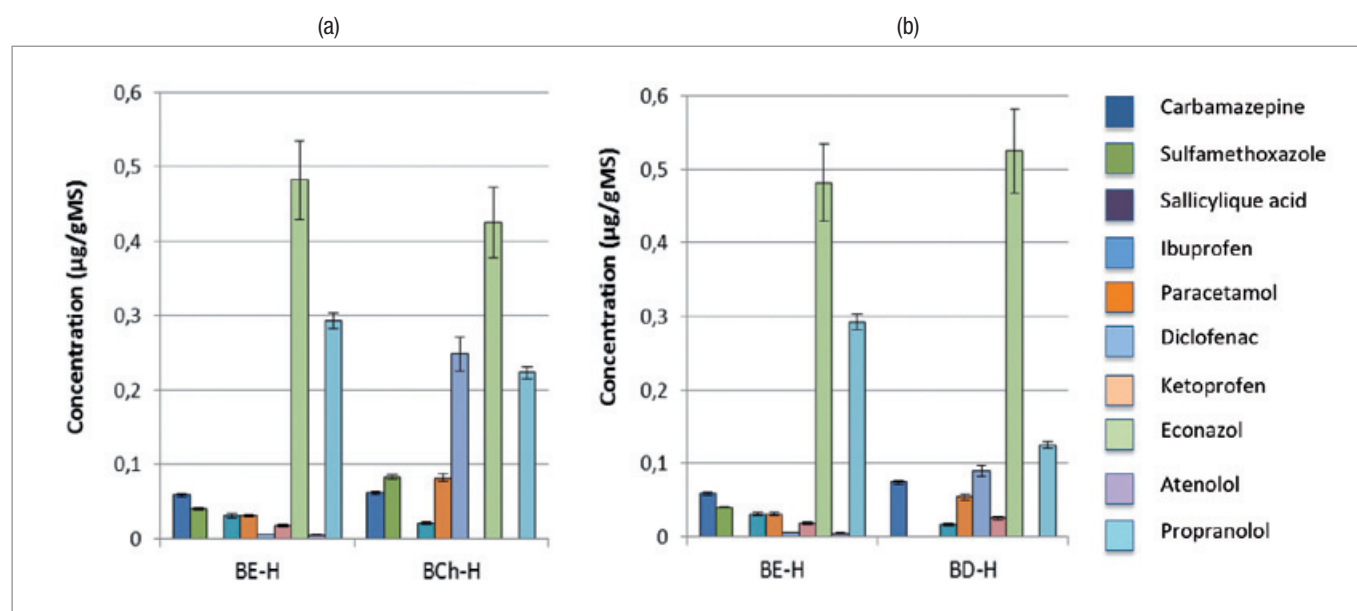 (a)
(b)
Concentration (µg/gMS)
0,6
0,5
0,4
0,3
0,2
0,1
0
BE-H
BCh-H
Concentration (µg/gMS)
0,6
0,5
0,4
0,3
0,2
0,1
0
BE-H
BD-H
Carbamazepine
Sulfamethoxazole
Sallicylique acid
Ibuprofen
Paracetamol
Diclofenac
Ketoprofen
Econazol
Atenolol
Propranolol